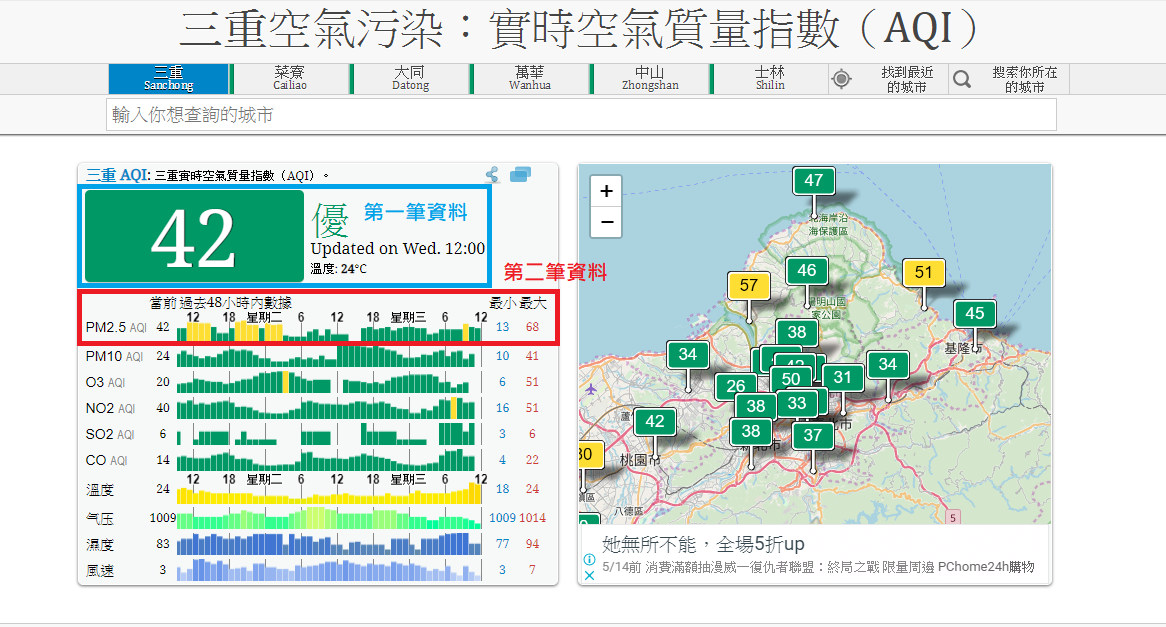 三重空氣污染：實時空氣質量指數（AQI）
三重 菜寮 大同 萬華 中山 士林 找到最近 搜索你所在
Sanchong Cailiao Datong Wanhua Zhongshan Shilin 的城市 的城市
輸入你想查詢的城市
三重 AQI: 三重實時空氣質量指數（AQI）。
42 優 第一筆資料
Updated on Wed. 12:00
溫度: 24°C
第二筆資料
當前 過去48小時內數據 最小 最大
12 18 星期二 6 12 18 星期三 6 12
PM2.5 AQI 42 13 68
PM10 AQI 24 10 41
O3 AQI 20 6 51
NO2 AQI 40 16 51
SO2 AQI 6 3 6
CO AQI 14 4 22
12 18 星期二 6 12 18 星期三 6 12
溫度 24 18 24
气压 1009 1009 1014
濕度 83 77 94
風速 3 3 7
+
−
47
海岸沿
海保護區
46
51
57
陽明山國
家公園
45
38
基隆市
34
34
50
31
26
38
33
42
38
37
桃園市
八德區
5
她無所不能，全場5折up
5/14前 消費滿額抽漫威一復仇者聯盟：終局之戰 限量周邊 PChome24h購物